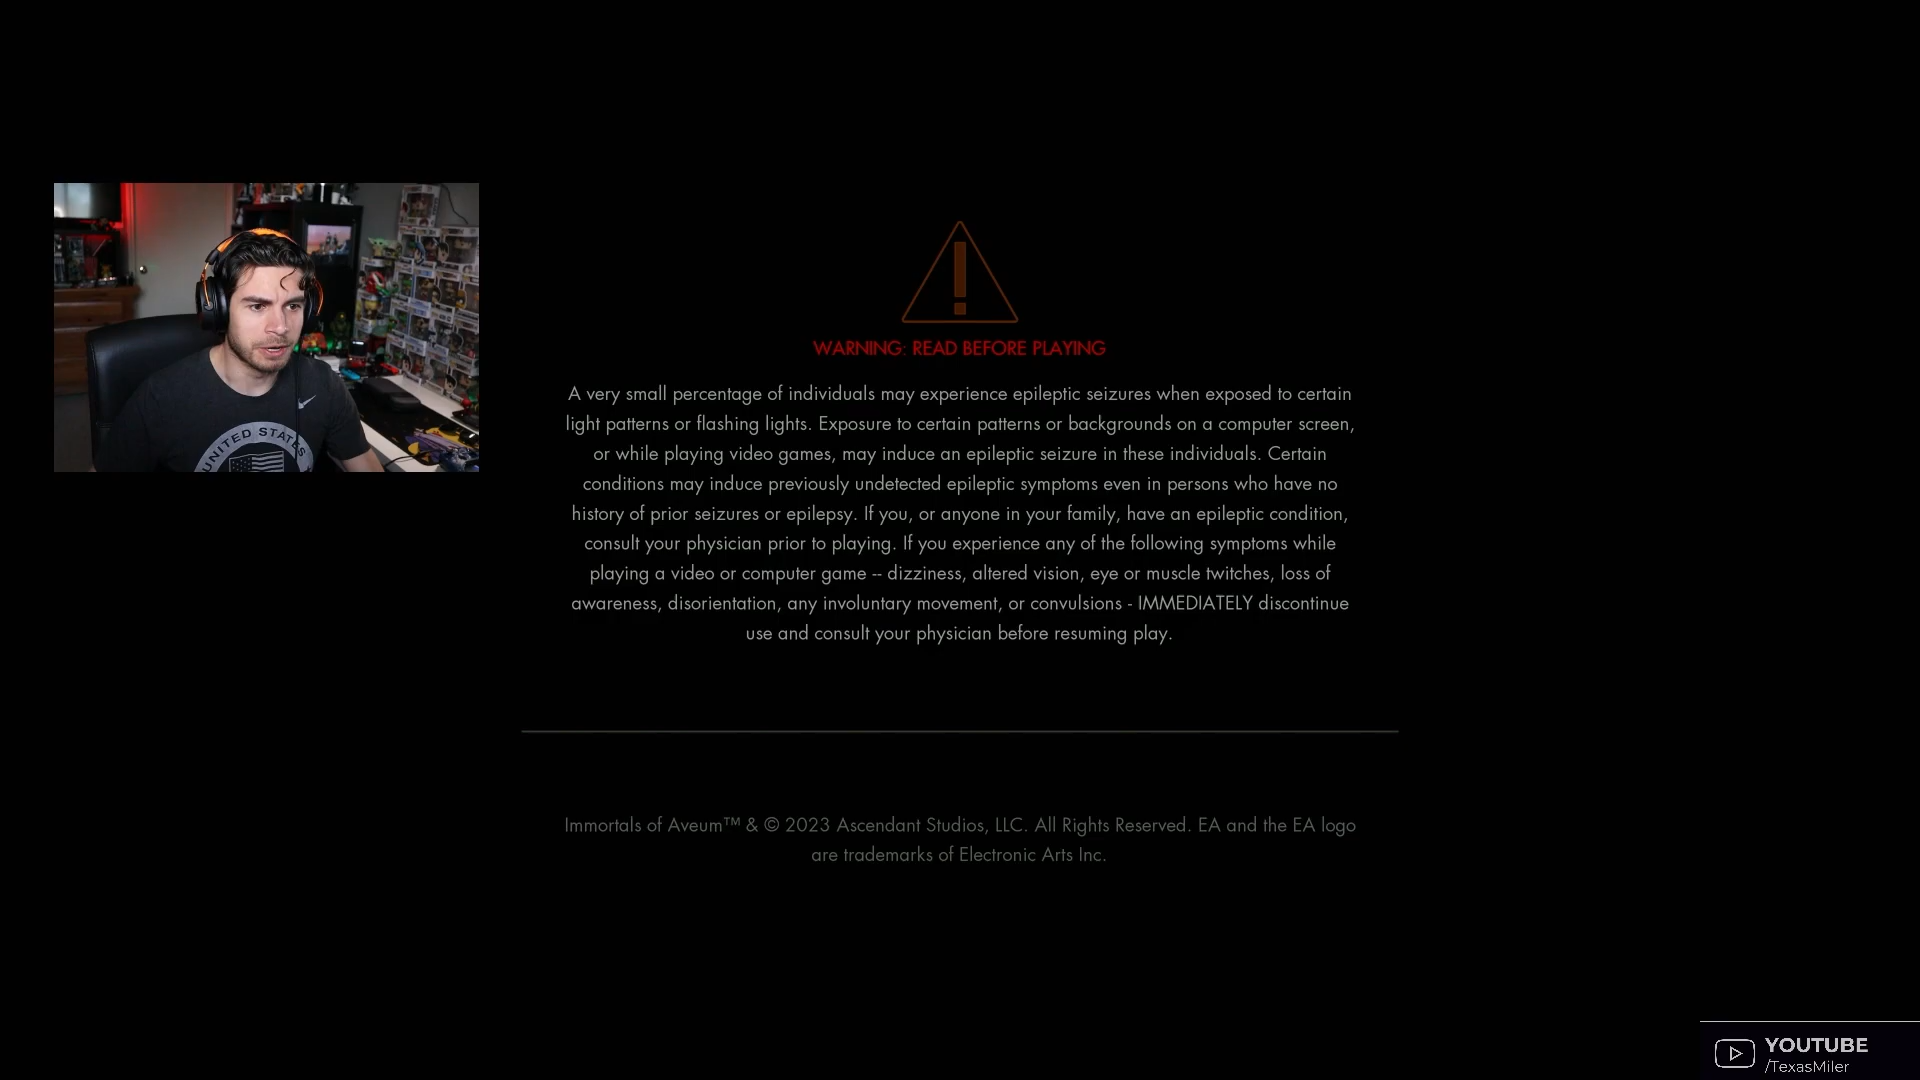 WARNING: READ BEFORE PLAYING
A very small percentage of individuals may experience epileptic seizures when exposed to certain
light patterns or flashing lights. Exposure to certain patterns or backgrounds on a computer screen,
or while playing video games, may induce an epileptic seizure in these individuals. Certain
conditions may induce previously undetected epileptic symptoms even in persons who have no
history of prior seizures or epilepsy. If you, or anyone in your family, have an epileptic condition,
consult your physician prior to playing. If you experience any of the following symptoms while
playing a video or computer game -- dizziness, altered vision, eye or muscle twitches, loss of
awareness, disorientation, any involuntary movement, or convulsions - IMMEDIATELY discontinue
use and consult your physician before resuming play.
Immortals of Aveum™ & © 2023 Ascendant Studios, LLC. All Rights Reserved. EA and the EA logo
are trademarks of Electronic Arts Inc.
UNITED STATES
YOUTUBE
/TexasMiler